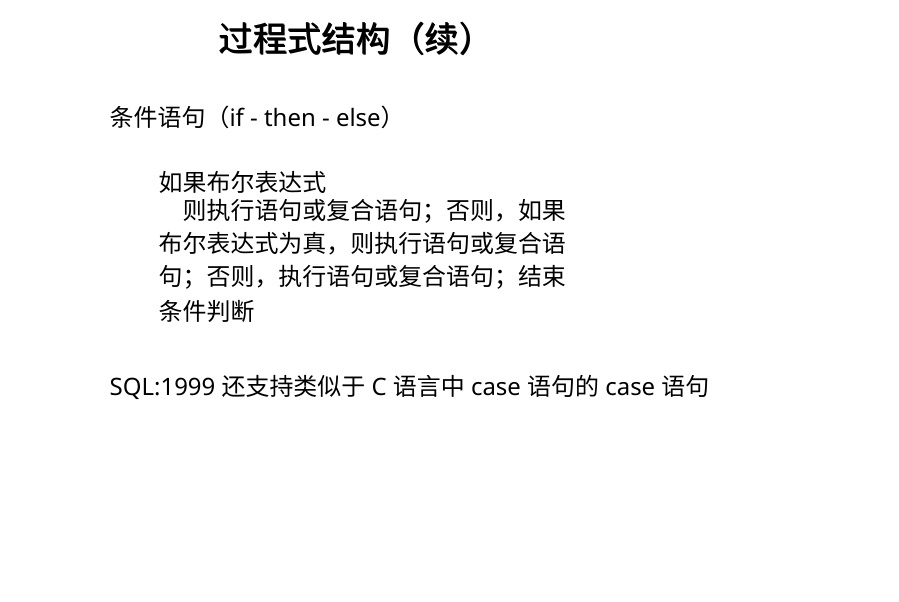 过程式结构（续）
条件语句（if - then - else）
如果布尔表达式
则执行语句或复合语句；否则，如果
布尔表达式为真，则执行语句或复合语
句；否则，执行语句或复合语句；结束
条件判断
SQL:1999 还支持类似于 C 语言中 case 语句的 case 语句